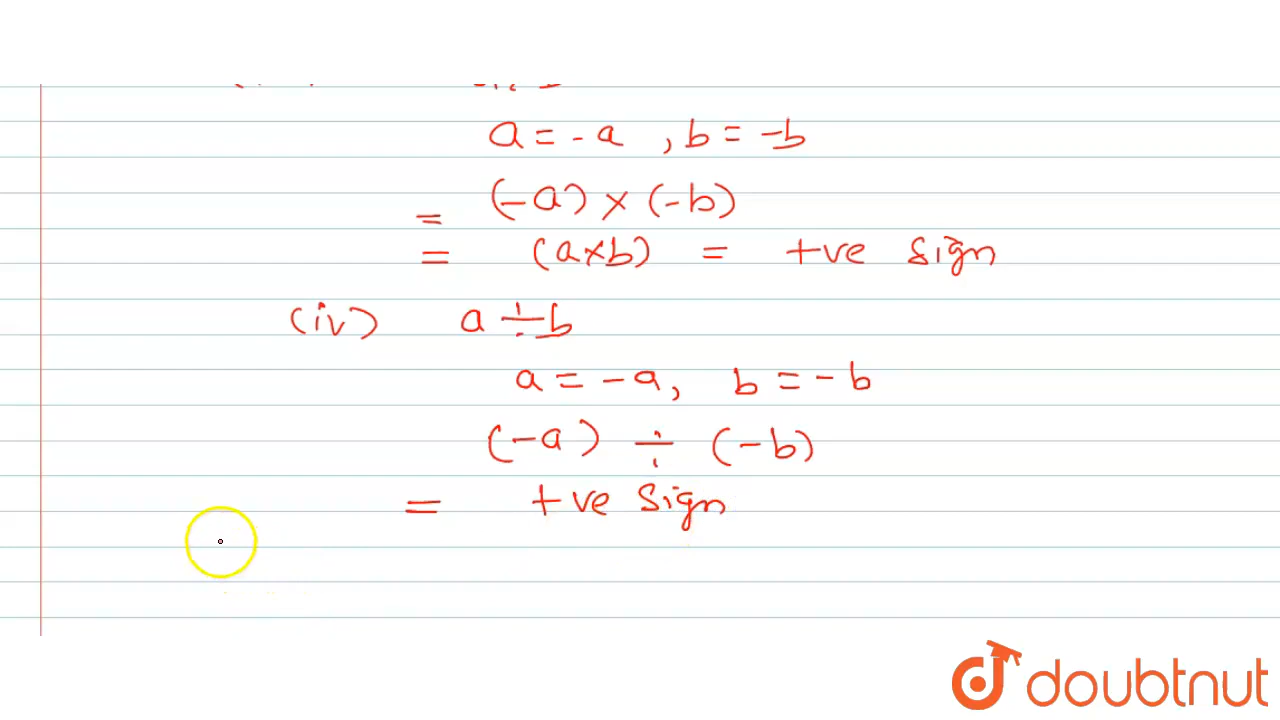 a = -a , b = -b
= (-a) × (-b)
= (a×b) = +ve Sign
(iv) a ÷ b
a = -a, b = -b
(-a) ÷ (-b)
= +ve Sign
doubtnut